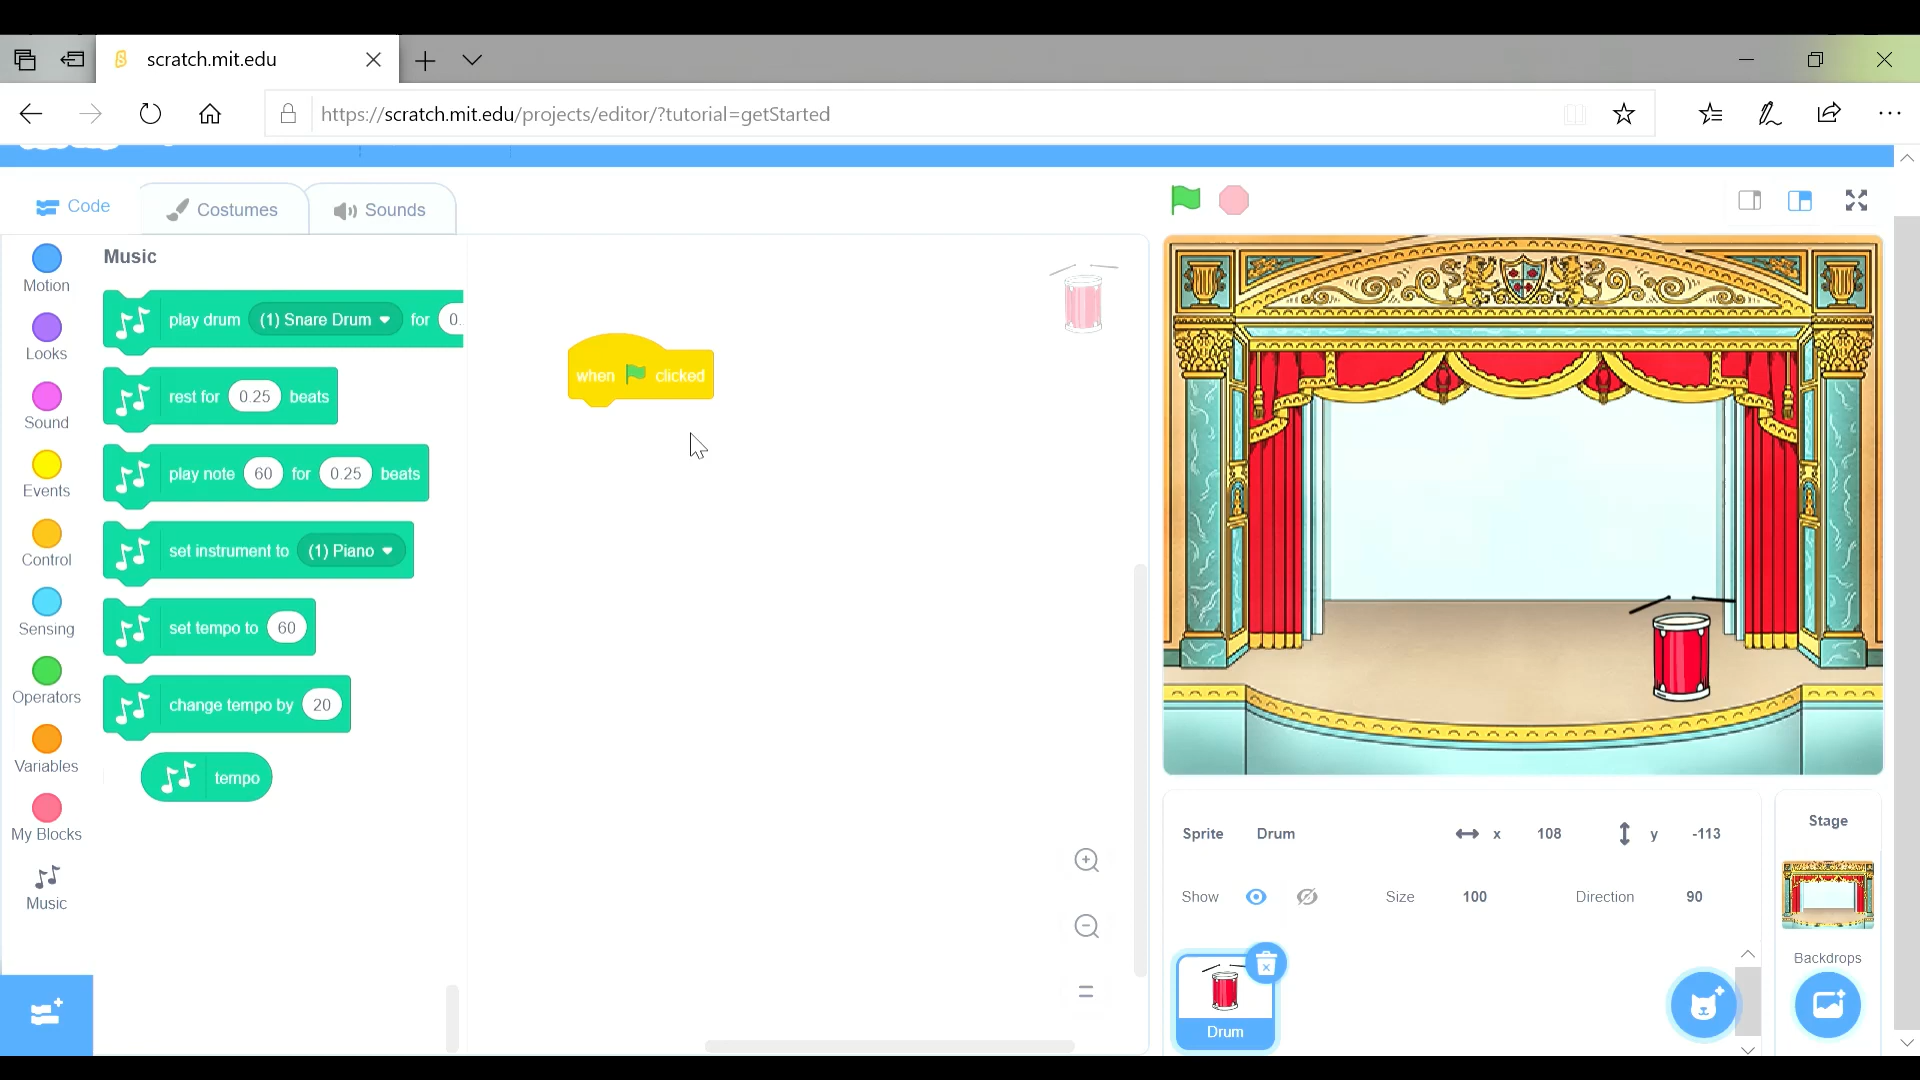 scratch.mit.edu
https://scratch.mit.edu/projects/editor/?tutorial=getStarted
Code
Costumes
Sounds
Motion
Looks
Sound
Events
Control
Sensing
Operators
Variables
My Blocks
Music
Music
play drum (1) Snare Drum for 0.
rest for 0.25 beats
play note 60 for 0.25 beats
set instrument to (1) Piano
set tempo to 60
change tempo by 20
tempo
when clicked
Sprite Drum x 108 y -113
Show Size 100 Direction 90
Drum
Stage
Backdrops